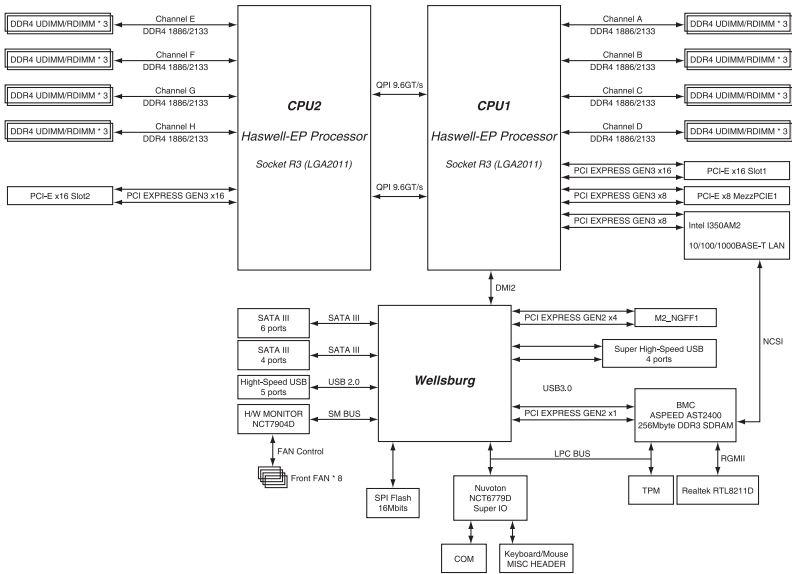 DDR4 UDIMM/RDIMM * 3
Channel E
DDR4 1886/2133
DDR4 UDIMM/RDIMM * 3
Channel F
DDR4 1886/2133
DDR4 UDIMM/RDIMM * 3
Channel G
DDR4 1886/2133
DDR4 UDIMM/RDIMM * 3
Channel H
DDR4 1886/2133
PCI-E x16 Slot2
PCI EXPRESS GEN3 x16
CPU2
Haswell-EP Processor
Socket R3 (LGA2011)
QPI 9.6GT/s
QPI 9.6GT/s
CPU1
Haswell-EP Processor
Socket R3 (LGA2011)
Channel A
DDR4 1886/2133
DDR4 UDIMM/RDIMM * 3
Channel B
DDR4 1886/2133
DDR4 UDIMM/RDIMM * 3
Channel C
DDR4 1886/2133
DDR4 UDIMM/RDIMM * 3
Channel D
DDR4 1886/2133
DDR4 UDIMM/RDIMM * 3
PCI EXPRESS GEN3 x16
PCI-E x16 Slot1
PCI EXPRESS GEN3 x8
PCI-E x8 MezzPCIE1
PCI EXPRESS GEN3 x8
Intel I350AM2
10/100/1000BASE-T LAN
DMI2
NCSI
SATA III
6 ports
SATA III
SATA III
4 ports
SATA III
Hight-Speed USB
5 ports
USB 2.0
H/W MONITOR
NCT7904D
SM BUS
FAN Control
Front FAN * 8
Wellsburg
PCI EXPRESS GEN2 x4
M2_NGFF1
Super High-Speed USB
4 ports
USB3.0
PCI EXPRESS GEN2 x1
BMC
ASPEED AST2400
256Mbyte DDR3 SDRAM
LPC BUS
RGMII
SPI Flash
16Mbits
Nuvoton
NCT6779D
Super IO
TPM
Realtek RTL8211D
COM
Keyboard/Mouse
MISC HEADER